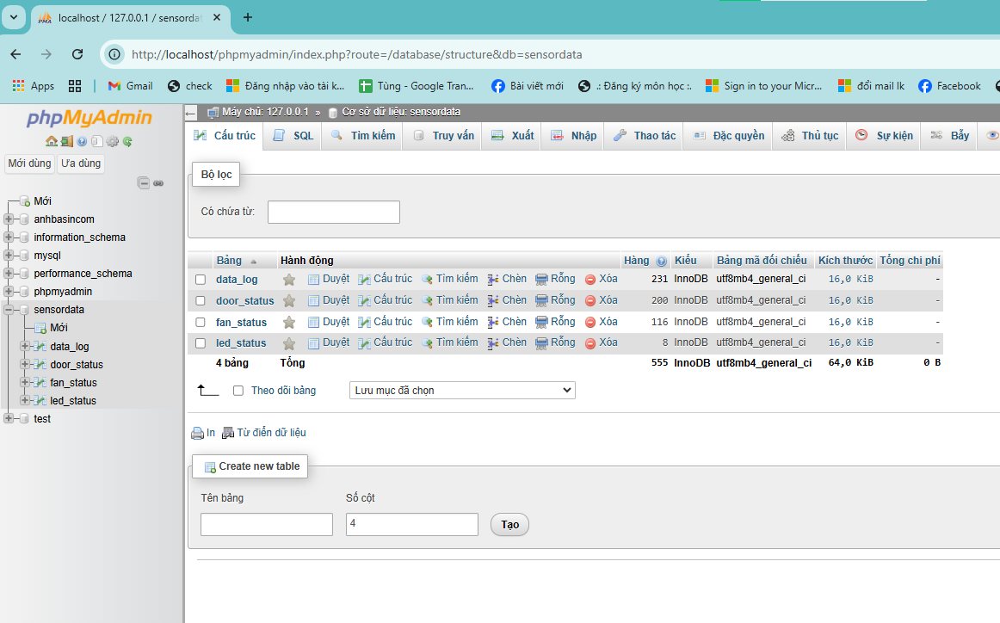 PMA localhost / 127.0.0.1 / sensorda
http://localhost/phpmyadmin/index.php?route=/database/structure&db=sensordata
Apps Gmail check Đăng nhập vào tài k... Tùng - Google Tran... Bài viết mới .: Đăng ký môn học :. Sign in to your Micr... đổi mail lk Facebook
phpMyAdmin
Mới dùng Ưa dùng
Mới
anhbasincom
information_schema
mysql
performance_schema
phpmyadmin
sensordata
Mới
data_log
door_status
fan_status
led_status
test
Máy chủ: 127.0.0.1 » Cơ sở dữ liệu: sensordata
Cấu trúc SQL Tìm kiếm Truy vấn Xuất Nhập Thao tác Đặc quyền Thủ tục Sự kiện Bẫy
Bộ lọc
Có chứa từ:
Bảng Hành động Hàng Kiểu Bảng mã đối chiếu Kích thước Tổng chi phí
data_log Duyệt Cấu trúc Tìm kiếm Chèn Rỗng Xóa 231 InnoDB utf8mb4_general_ci 16,0 KiB -
door_status Duyệt Cấu trúc Tìm kiếm Chèn Rỗng Xóa 200 InnoDB utf8mb4_general_ci 16,0 KiB -
fan_status Duyệt Cấu trúc Tìm kiếm Chèn Rỗng Xóa 116 InnoDB utf8mb4_general_ci 16,0 KiB -
led_status Duyệt Cấu trúc Tìm kiếm Chèn Rỗng Xóa 8 InnoDB utf8mb4_general_ci 16,0 KiB -
4 bảng Tổng 555 InnoDB utf8mb4_general_ci 64,0 KiB 0 B
Theo dõi bảng Lưu mục đã chọn
In Từ điển dữ liệu
Create new table
Tên bảng Số cột
4 Tạo